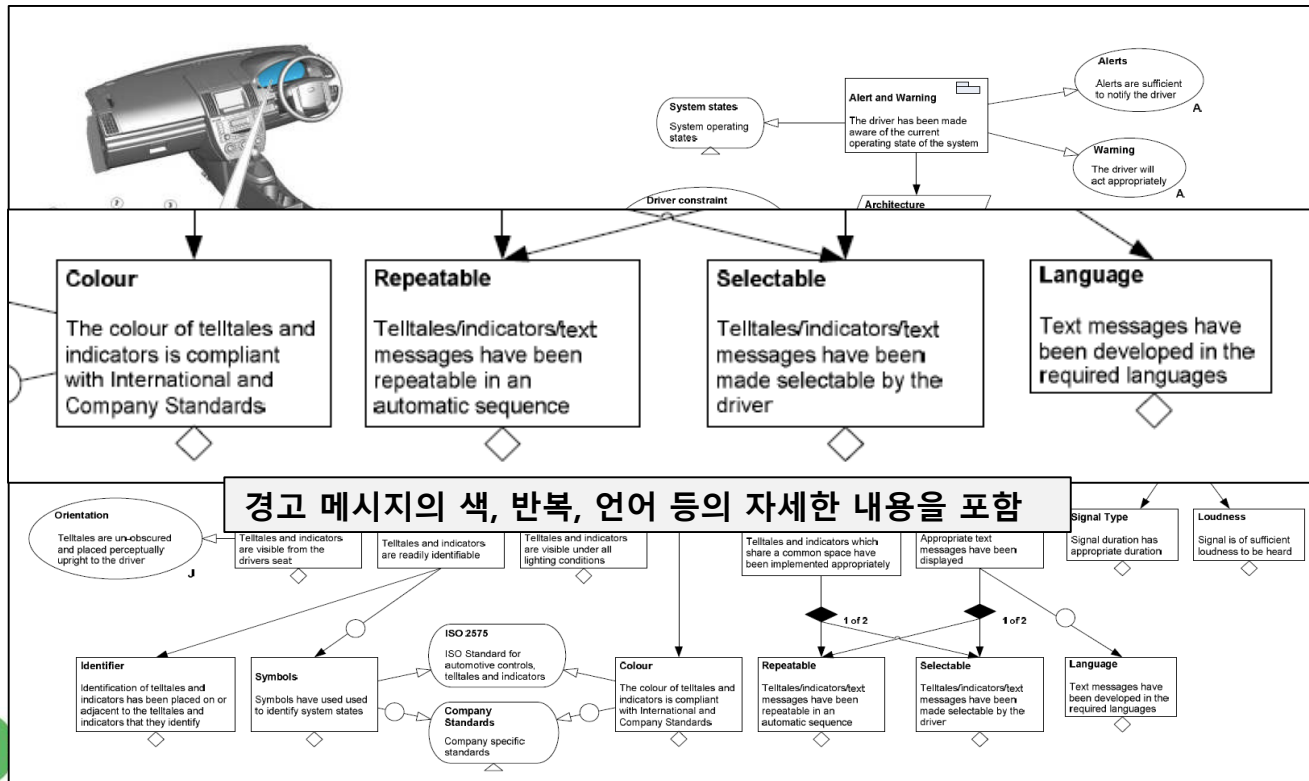 System states
System operating
states
Alert and Warning
The driver has been made
aware of the current
operating state of the system
Alerts
Alerts are sufficient
to notify the driver
A
Warning
The driver will
act appropriately
A
Driver constraint
Architecture
Colour
The colour of telltales and
indicators is compliant
with International and
Company Standards
Repeatable
Telltales/indicators/text
messages have been
repeatable in an
automatic sequence
Selectable
Telltales/indicators/text
messages have been
made selectable by the
driver
Language
Text messages have
been developed in the
required languages
경고 메시지의 색, 반복, 언어 등의 자세한 내용을 포함
Orientation
Telltales are un-obscured
and placed perceptually
upright to the driver
J
Telltales and indicators
are visible from the
drivers seat
Telltales and indicators
are readily identifiable
Telltales and indicators
are visible under all
lighting conditions
Telltales and indicators which
share a common space have
been implemented appropriately
Appropriate text
messages have been
displayed
Signal Type
Signal duration has
appropriate duration
Loudness
Signal is of sufficient
loudness to be heard
1 of 2
1 of 2
Identifier
Identification of telltales and
indicators has been placed on or
adjacent to the telltales and
indicators that they identify
Symbols
Symbols have used used
to identify system states
ISO 2575
ISO Standard for
automotive controls,
telltales and indicators
Company
Standards
Company specific
standards
Colour
The colour of telltales and
indicators is compliant
with International and
Company Standards
Repeatable
Telltales/indicators/text
messages have been
repeatable in an
automatic sequence
Selectable
Telltales/indicators/text
messages have been
made selectable by the
driver
Language
Text messages have
been developed in the
required languages